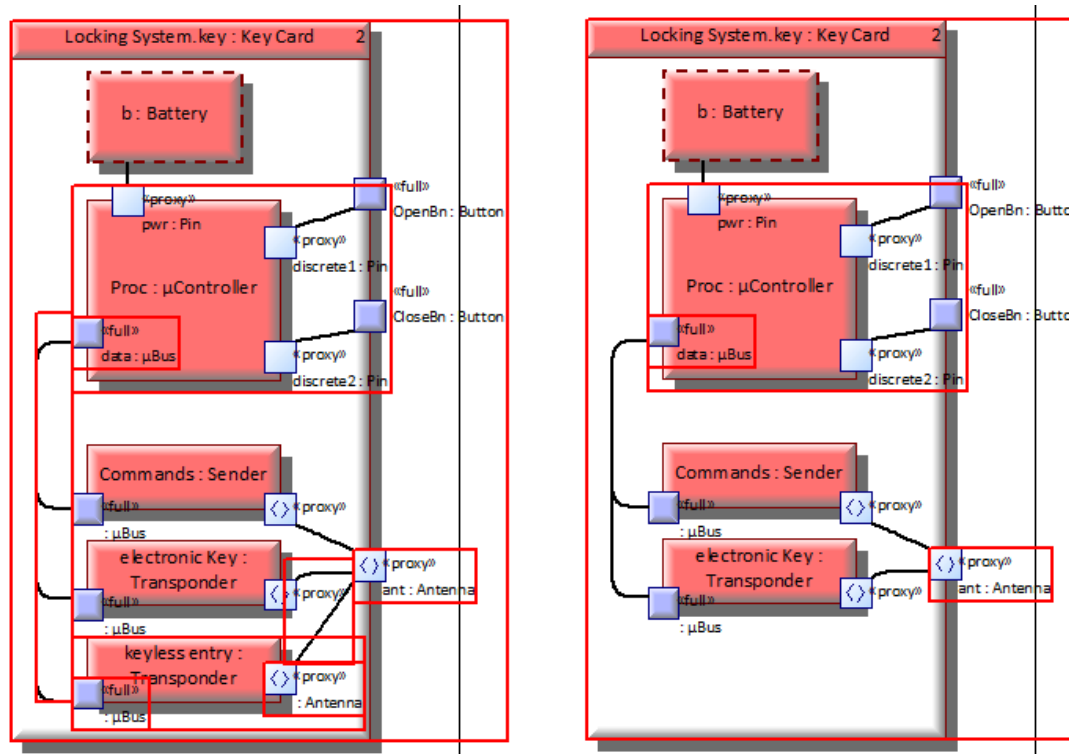 Locking System.key : Key Card 2
b : Battery
«full»
OpenBn : Button
«proxy»
pwr : Pin
«proxy»
discrete1 : Pin
Proc : µController
«full»
CloseBn : Button
«full»
data : µBus
«proxy»
discrete2 : Pin
Commands : Sender
«full»
: µBus
«proxy»
electronic Key :
Transponder
«full»
: µBus
«proxy»
«proxy»
ant : Antenna
keyless entry :
Transponder
«full»
: µBus
«proxy»
: Antenna
Locking System.key : Key Card 2
b : Battery
«full»
OpenBn : Button
«proxy»
pwr : Pin
«proxy»
discrete1 : Pin
Proc : µController
«full»
CloseBn : Butto
«full»
data : µBus
«proxy»
discrete2 : Pin
Commands : Sender
«full»
: µBus
«proxy»
electronic Key :
Transponder
«full»
: µBus
«proxy»
«proxy»
ant : Antenna